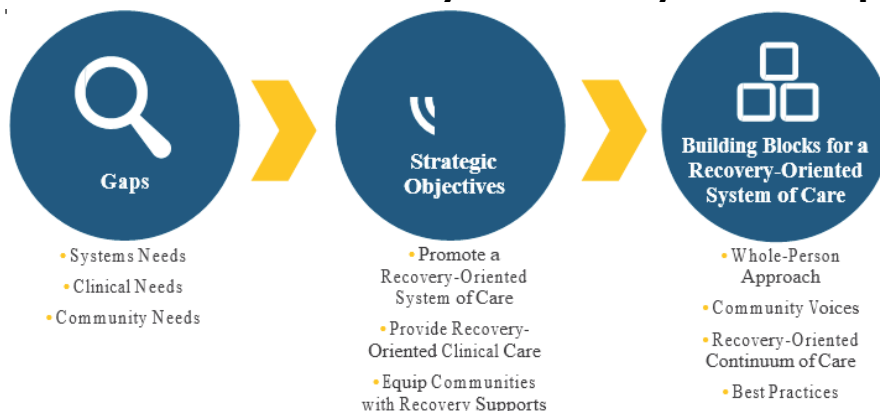 Gaps
• Systems Needs
• Clinical Needs
• Community Needs
Strategic
Objectives
• Promote a
Recovery-Oriented
System of Care
• Provide Recovery-
Oriented Clinical Care
• Equip Communities
with Recovery Supports
Building Blocks for a
Recovery-Oriented
System of Care
• Whole-Person
Approach
• Community Voices
• Recovery-Oriented
Continuum of Care
• Best Practices